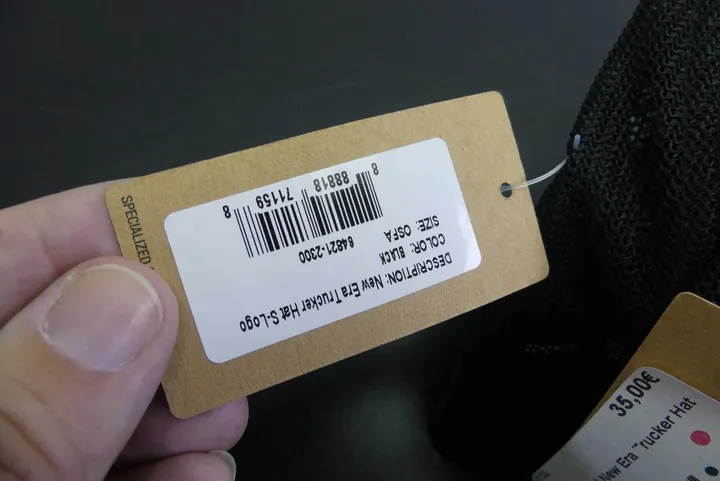 SPECIALIZED
DESCRIPTION: New Era Trucker Hat S-Logo
COLOR: BLACK
SIZE: OSFA
64821-2300
8 88818 71159 8
35,00€
New Era Trucker Hat